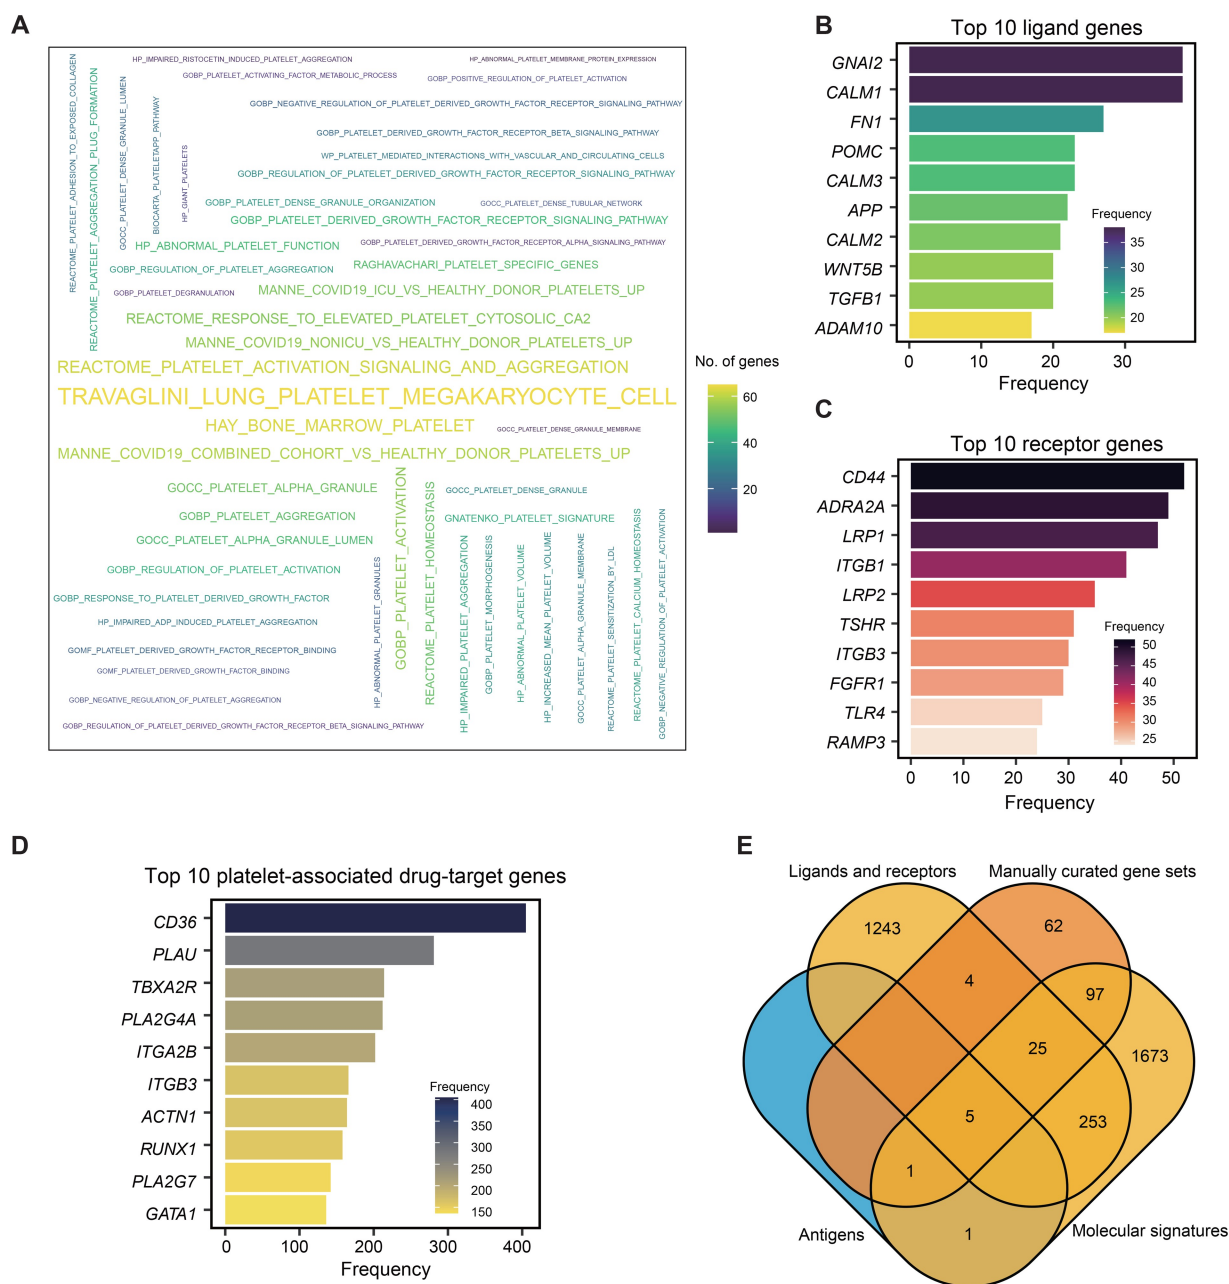 A
HP_IMPAIRED_RISTOCETIN_INDUCED_PLATELET_AGGREGATION
HP_ABNORMAL_PLATELET_MEMBRANE_PROTEIN_EXPRESSION
GOBP_PLATELET_ACTIVATING_FACTOR_METABOLIC_PROCESS
GOBP_POSITIVE_REGULATION_OF_PLATELET_ACTIVATION
REACTOME_PLATELET_ADHESION_TO_EXPOSED_COLLAGEN
REACTOME_PLATELET_AGGREGATION_PLUG_FORMATION
GOCC_PLATELET_DENSE_GRANULE_LUMEN
BIOCARTA_PLATELETAPP_PATHWAY
HP_GIANT_PLATELETS
GOBP_NEGATIVE_REGULATION_OF_PLATELET_DERIVED_GROWTH_FACTOR_RECEPTOR_SIGNALING_PATHWAY
GOBP_PLATELET_DERIVED_GROWTH_FACTOR_RECEPTOR_BETA_SIGNALING_PATHWAY
WP_PLATELET_MEDIATED_INTERACTIONS_WITH_VASCULAR_AND_CIRCULATING_CELLS
GOBP_REGULATION_OF_PLATELET_DERIVED_GROWTH_FACTOR_RECEPTOR_SIGNALING_PATHWAY
GOBP_PLATELET_DENSE_GRANULE_ORGANIZATION
GOCC_PLATELET_DENSE_TUBULAR_NETWORK
GOBP_PLATELET_DERIVED_GROWTH_FACTOR_RECEPTOR_SIGNALING_PATHWAY
HP_ABNORMAL_PLATELET_FUNCTION
GOBP_PLATELET_DERIVED_GROWTH_FACTOR_RECEPTOR_ALPHA_SIGNALING_PATHWAY
GOBP_REGULATION_OF_PLATELET_AGGREGATION
RAGHAVACHARI_PLATELET_SPECIFIC_GENES
GOBP_PLATELET_DEGRANULATION
MANNE_COVID19_ICU_VS_HEALTHY_DONOR_PLATELETS_UP
REACTOME_RESPONSE_TO_ELEVATED_PLATELET_CYTOSOLIC_CA2
MANNE_COVID19_NONICU_VS_HEALTHY_DONOR_PLATELETS_UP
REACTOME_PLATELET_ACTIVATION_SIGNALING_AND_AGGREGATION
TRAVAGLINI_LUNG_PLATELET_MEGAKARYOCYTE_CELL
HAY_BONE_MARROW_PLATELET
GOCC_PLATELET_DENSE_GRANULE_MEMBRANE
MANNE_COVID19_COMBINED_COHORT_VS_HEALTHY_DONOR_PLATELETS_UP
GOCC_PLATELET_ALPHA_GRANULE
GOCC_PLATELET_DENSE_GRANULE
GOBP_PLATELET_AGGREGATION
GNATENKO_PLATELET_SIGNATURE
GOCC_PLATELET_ALPHA_GRANULE_LUMEN
GOBP_REGULATION_OF_PLATELET_ACTIVATION
GOBP_RESPONSE_TO_PLATELET_DERIVED_GROWTH_FACTOR
HP_IMPAIRED_ADP_INDUCED_PLATELET_AGGREGATION
GOMF_PLATELET_DERIVED_GROWTH_FACTOR_RECEPTOR_BINDING
GOMF_PLATELET_DERIVED_GROWTH_FACTOR_BINDING
GOBP_NEGATIVE_REGULATION_OF_PLATELET_AGGREGATION
GOBP_REGULATION_OF_PLATELET_DERIVED_GROWTH_FACTOR_RECEPTOR_BETA_SIGNALING_PATHWAY
HP_ABNORMAL_PLATELET_GRANULES
GOBP_PLATELET_ACTIVATION
REACTOME_PLATELET_HOMEOSTASIS
HP_IMPAIRED_PLATELET_AGGREGATION
GOBP_PLATELET_MORPHOGENESIS
HP_ABNORMAL_PLATELET_VOLUME
HP_INCREASED_MEAN_PLATELET_VOLUME
GOCC_PLATELET_ALPHA_GRANULE_MEMBRANE
REACTOME_PLATELET_SENSITIZATION_BY_LDL
REACTOME_PLATELET_CALCIUM_HOMEOSTASIS
GOBP_NEGATIVE_REGULATION_OF_PLATELET_ACTIVATION
No. of genes
60
40
20
B
Top 10 ligand genes
GNAI2
CALM1
FN1
POMC
CALM3
APP
CALM2
WNT5B
TGFB1
ADAM10
Frequency
35
30
25
20
0 10 20 30
Frequency
C
Top 10 receptor genes
CD44
ADRA2A
LRP1
ITGB1
LRP2
TSHR
ITGB3
FGFR1
TLR4
RAMP3
Frequency
50
45
40
35
30
25
0 10 20 30 40 50
Frequency
D
Top 10 platelet-associated drug-target genes
CD36
PLAU
TBXA2R
PLA2G4A
ITGA2B
ITGB3
ACTN1
RUNX1
PLA2G7
GATA1
Frequency
400
350
300
250
200
150
0 100 200 300 400
Frequency
E
Ligands and receptors Manually curated gene sets
1243 62
4
97
25 1673
5 253
1
Antigens 1 Molecular signatures